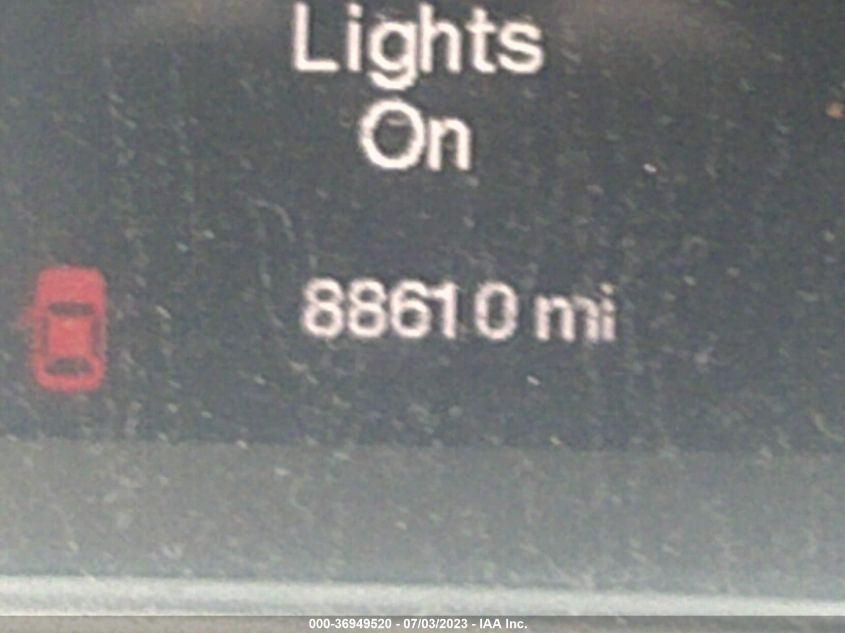 Lights
On
88610 mi
000-36949520 - 07/03/2023 - IAA Inc.